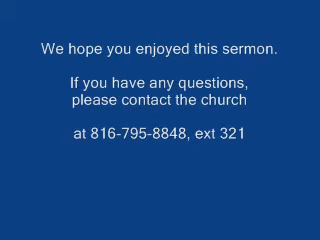 We hope you enjoyed this sermon.
If you have any questions,
please contact the church
at 816-795-8848, ext 321